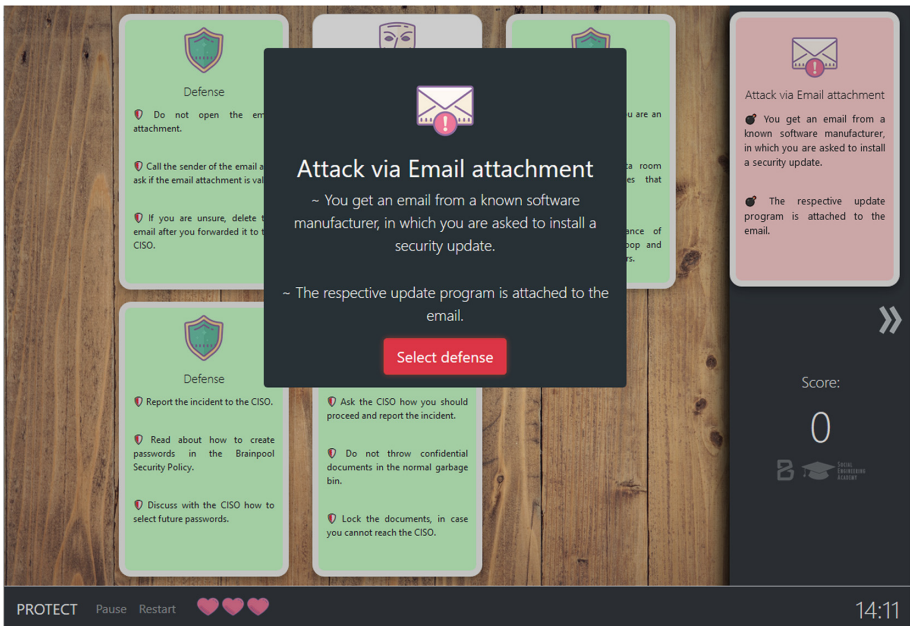 Defense
Do not open the em
attachment.
Call the sender of the email a
ask if the email attachment is val
If you are unsure, delete t
email after you forwarded it to t
CISO.
Attack via Email attachment
~ You get an email from a known software
manufacturer, in which you are asked to install a
security update.
~ The respective update program is attached to the
email.
Select defense
u are an
ta room
es that
ance of
oop and
rs.
Attack via Email attachment
You get an email from a
known software manufacturer,
in which you are asked to install
a security update.
The respective update
program is attached to the
email.
Defense
Report the incident to the CISO.
Read about how to create
passwords in the Brainpool
Security Policy.
Discuss with the CISO how to
select future passwords.
Ask the CISO how you should
proceed and report the incident.
Do not throw confidential
documents in the normal garbage
bin.
Lock the documents, in case
you cannot reach the CISO.
Score:
0
SOCIAL
ENGINEERING
ACADEMY
PROTECT
Pause
Restart
14:11